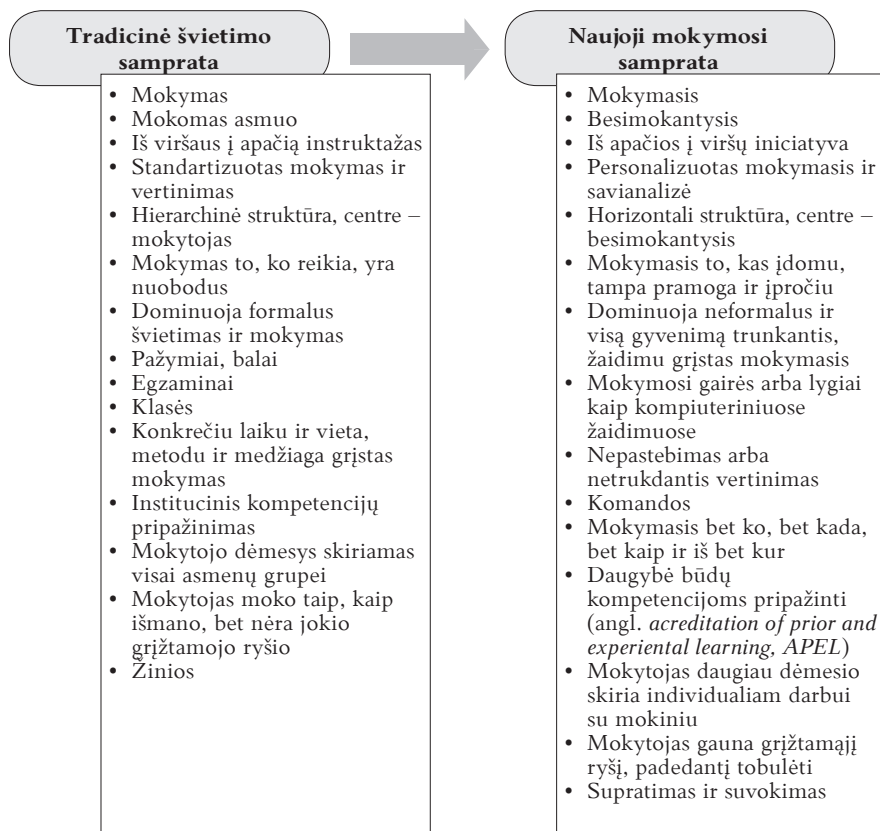 Tradicinė švietimo
samprata
• Mokymas
• Mokomas asmuo
• Iš viršaus į apačią instruktažas
• Standartizuotas mokymas ir
vertinimas
• Hierarchinė struktūra, centre –
mokytojas
• Mokymas to, ko reikia, yra
nuobodus
• Dominuoja formalus
švietimas ir mokymas
• Pažymiai, balai
• Egzaminai
• Klasės
• Konkrečiu laiku ir vieta,
metodu ir medžiaga grįstas
mokymas
• Institucinis kompetencijų
pripažinimas
• Mokytojo dėmesys skiriamas
visai asmenų grupei
• Mokytojas moko taip, kaip
išmano, bet nėra jokio
grįžtamojo ryšio
• Žinios
Naujoji mokymosi
samprata
• Mokymasis
• Besimokantysis
• Iš apačios į viršų iniciatyva
• Personalizuotas mokymasis ir
savianalizė
• Horizontali struktūra, centre –
besimokantysis
• Mokymasis to, kas įdomu,
tampa pramoga ir įpročiu
• Dominuoja neformalus ir
visą gyvenimą trunkantis,
žaidimu grįstas mokymasis
• Mokymosi gairės arba lygiai
kaip kompiuteriniuose
žaidimuose
• Nepastebimas arba
netrukdantis vertinimas
• Komandos
• Mokymasis bet ko, bet kada,
bet kaip ir iš bet kur
• Daugybė būdų
kompetencijoms pripažinti
(angl. acreditation of prior and
experiental learning, APEL)
• Mokytojas daugiau dėmesio
skiria individualiam darbui
su mokiniu
• Mokytojas gauna grįžtamąjį
ryšį, padedantį tobulėti
• Supratimas ir suvokimas